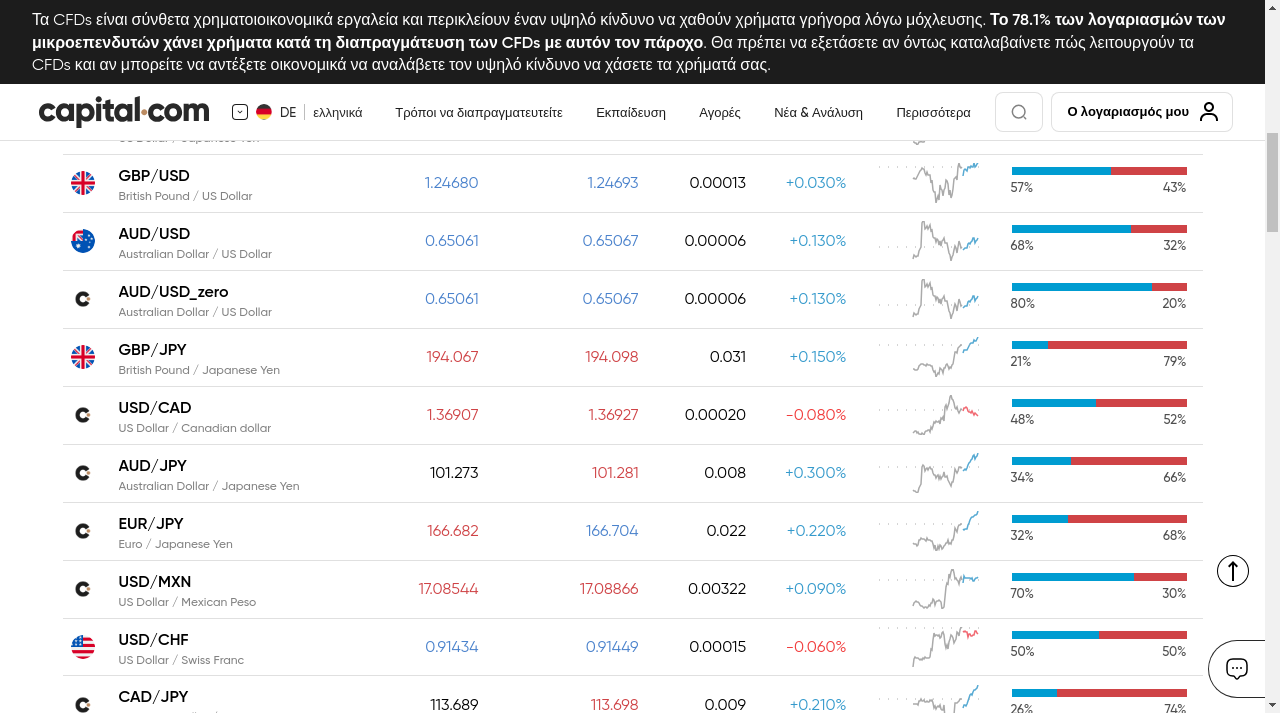 Τα CFDs είναι σύνθετα χρηματοοικονομικά εργαλεία και περικλείουν έναν υψηλό κίνδυνο να χαθούν χρήματα γρήγορα λόγω μόχλευσης. Το 78.1% των λογαριασμών των
μικροεπενδυτών χάνει χρήματα κατά τη διαπραγμάτευση των CFDs με αυτόν τον πάροχο. Θα πρέπει να εξετάσετε αν όντως καταλαβαίνετε πώς λειτουργούν τα
CFDs και αν μπορείτε να αντέξετε οικονομικά να αναλάβετε τον υψηλό κίνδυνο να χάσετε τα χρήματά σας.
capital.com DE ελληνικά Τρόποι να διαπραγματευτείτε Εκπαίδευση Αγορές Νέα & Ανάλυση Περισσότερα Ο λογαριασμός μου
GBP/USD 1.24680 1.24693 0.00013 +0.030%
British Pound / US Dollar 57% 43%
AUD/USD 0.65061 0.65067 0.00006 +0.130%
Australian Dollar / US Dollar 68% 32%
AUD/USD_zero 0.65061 0.65067 0.00006 +0.130%
Australian Dollar / US Dollar 80% 20%
GBP/JPY 194.067 194.098 0.031 +0.150%
British Pound / Japanese Yen 21% 79%
USD/CAD 1.36907 1.36927 0.00020 -0.080%
US Dollar / Canadian dollar 48% 52%
AUD/JPY 101.273 101.281 0.008 +0.300%
Australian Dollar / Japanese Yen 34% 66%
EUR/JPY 166.682 166.704 0.022 +0.220%
Euro / Japanese Yen 32% 68%
USD/MXN 17.08544 17.08866 0.00322 +0.090%
US Dollar / Mexican Peso 70% 30%
USD/CHF 0.91434 0.91449 0.00015 -0.060%
US Dollar / Swiss Franc 50% 50%
CAD/JPY 113.689 113.698 0.009 +0.210%
26% 74%